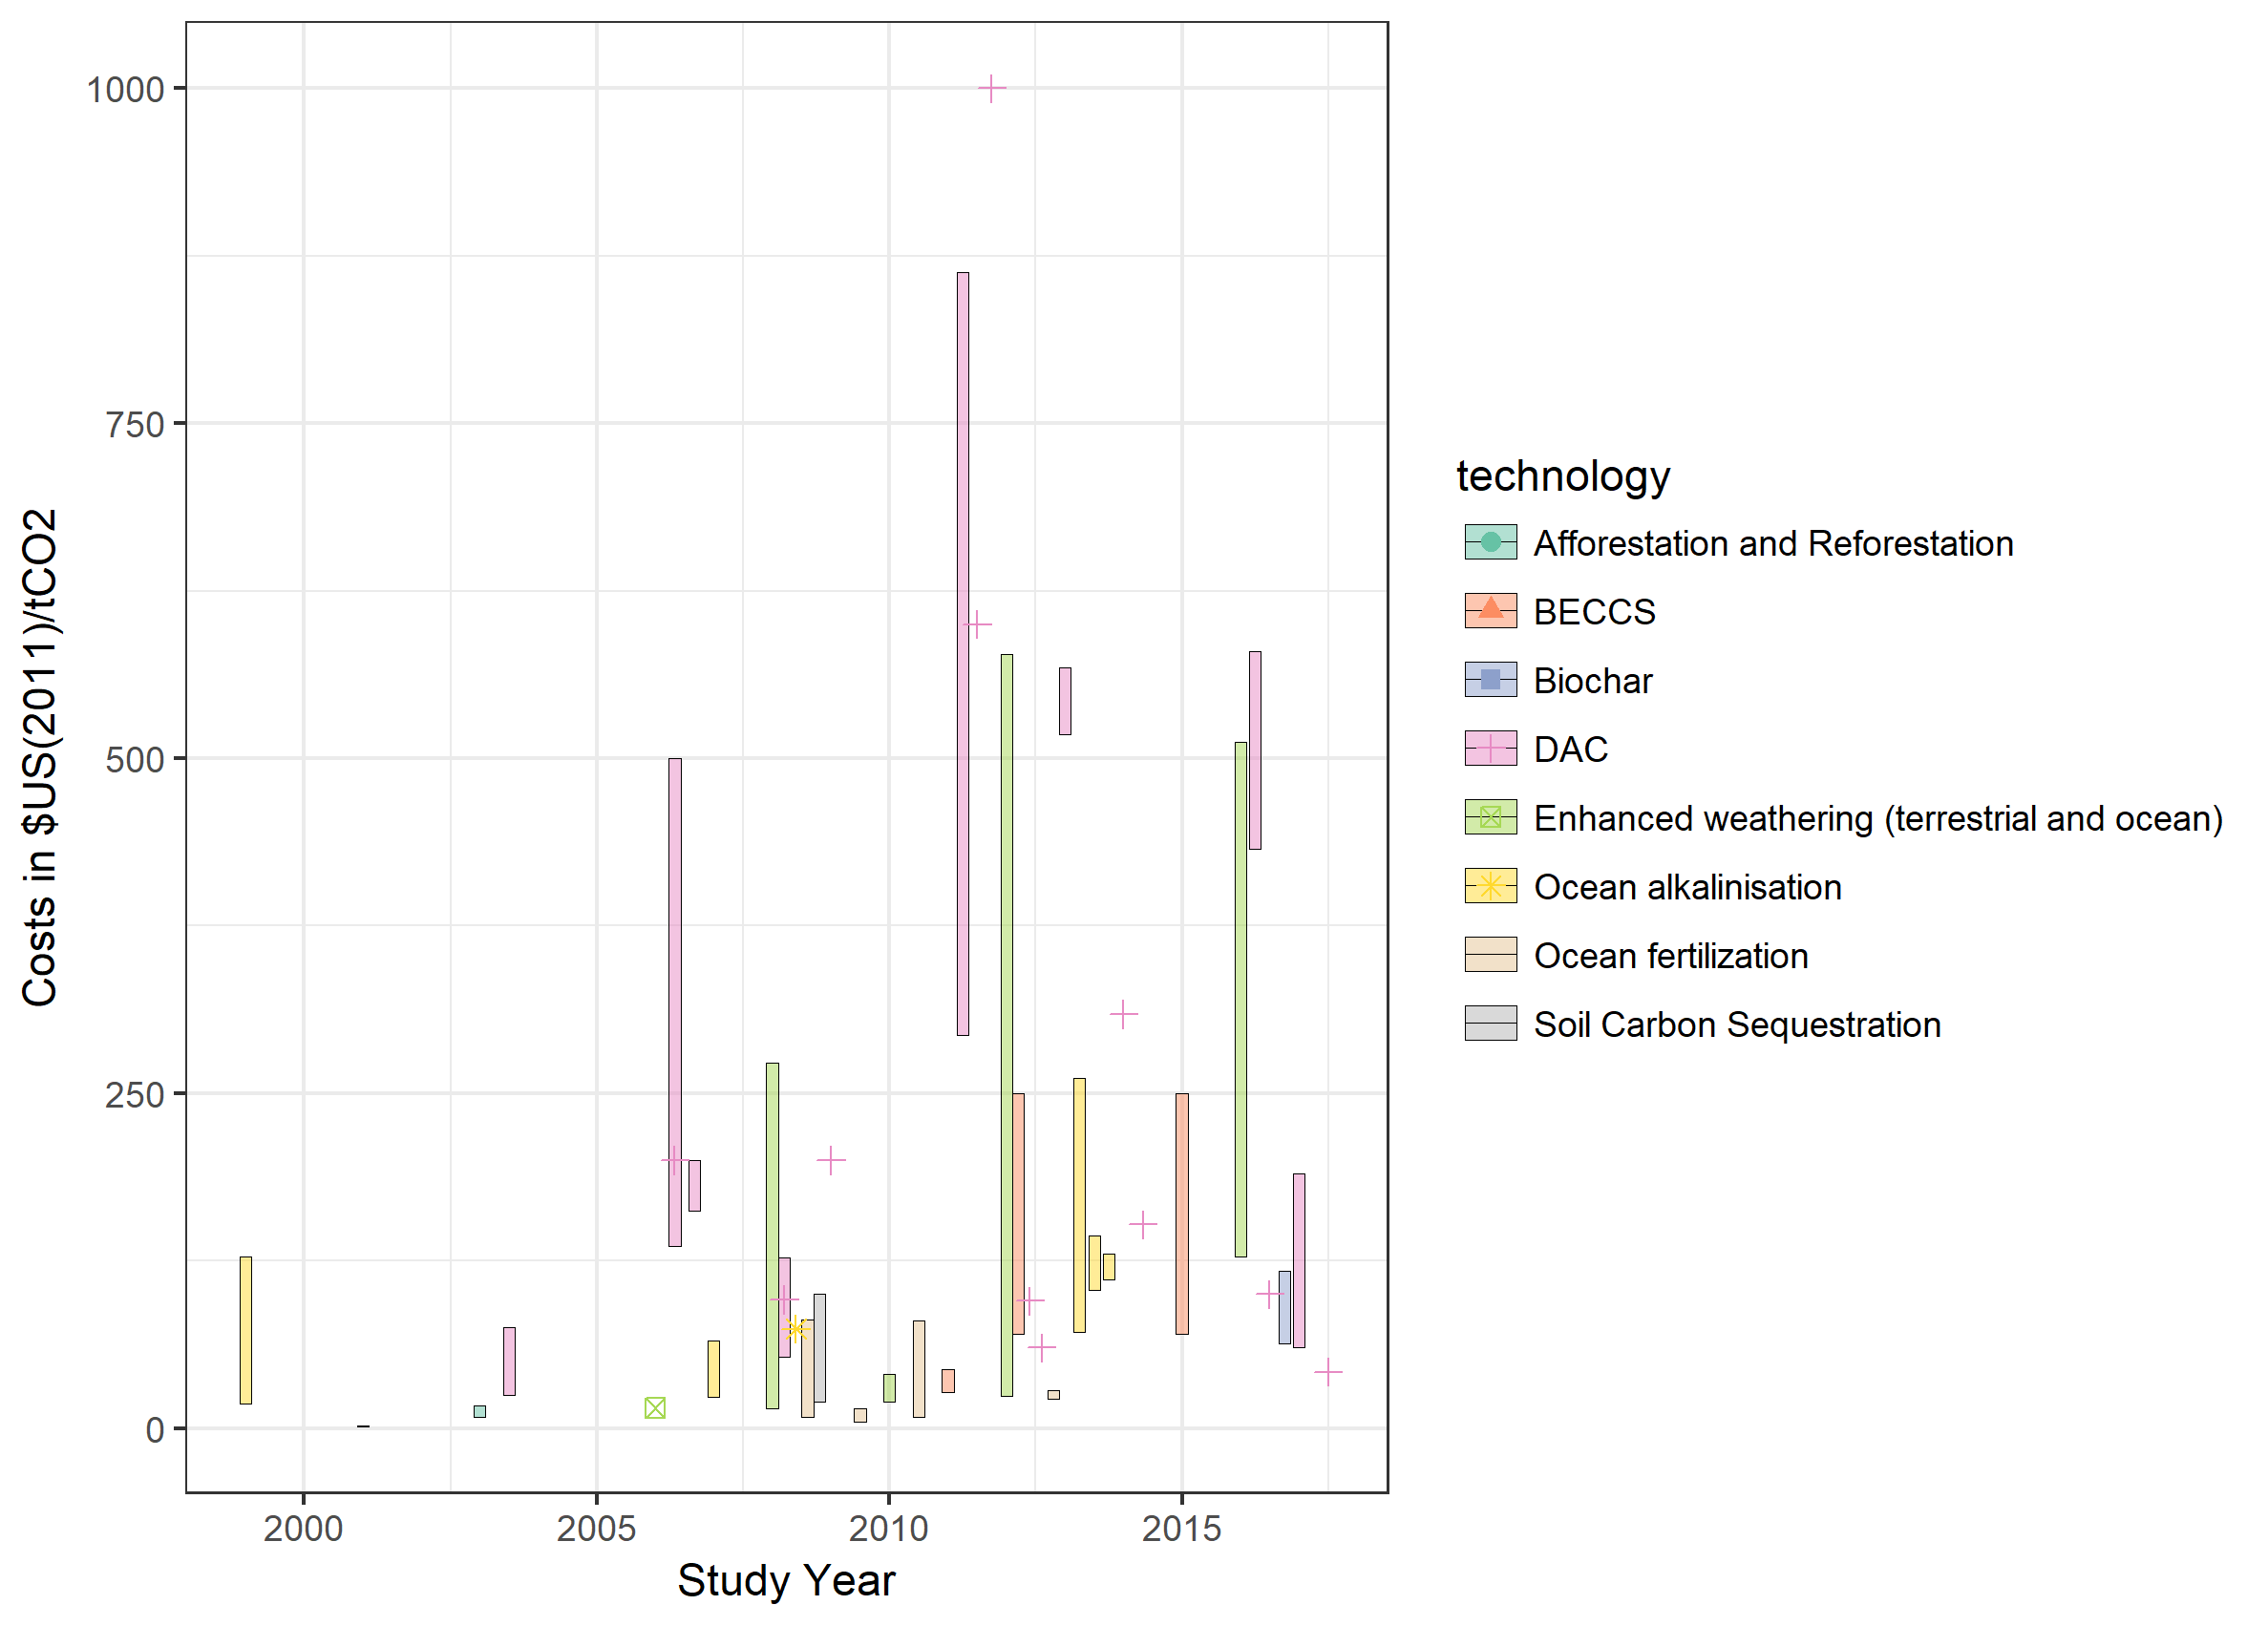 1000
750
500
250
0
Costs in $US(2011)/tCO2
2000
2005
2010
2015
Study Year
technology
Afforestation and Reforestation
BECCS
Biochar
DAC
Enhanced weathering (terrestrial and ocean)
Ocean alkalinisation
Ocean fertilization
Soil Carbon Sequestration